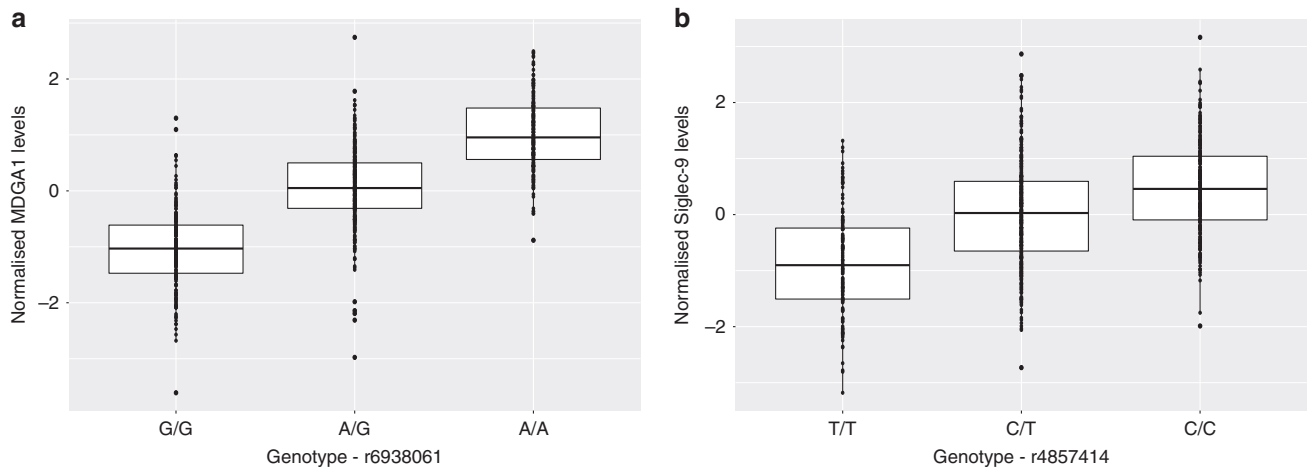 a
Normalised MDGA1 levels
2
0
–2
G/G A/G A/A
Genotype - r6938061
b
Normalised Siglec-9 levels
2
0
–2
T/T C/T C/C
Genotype - r4857414